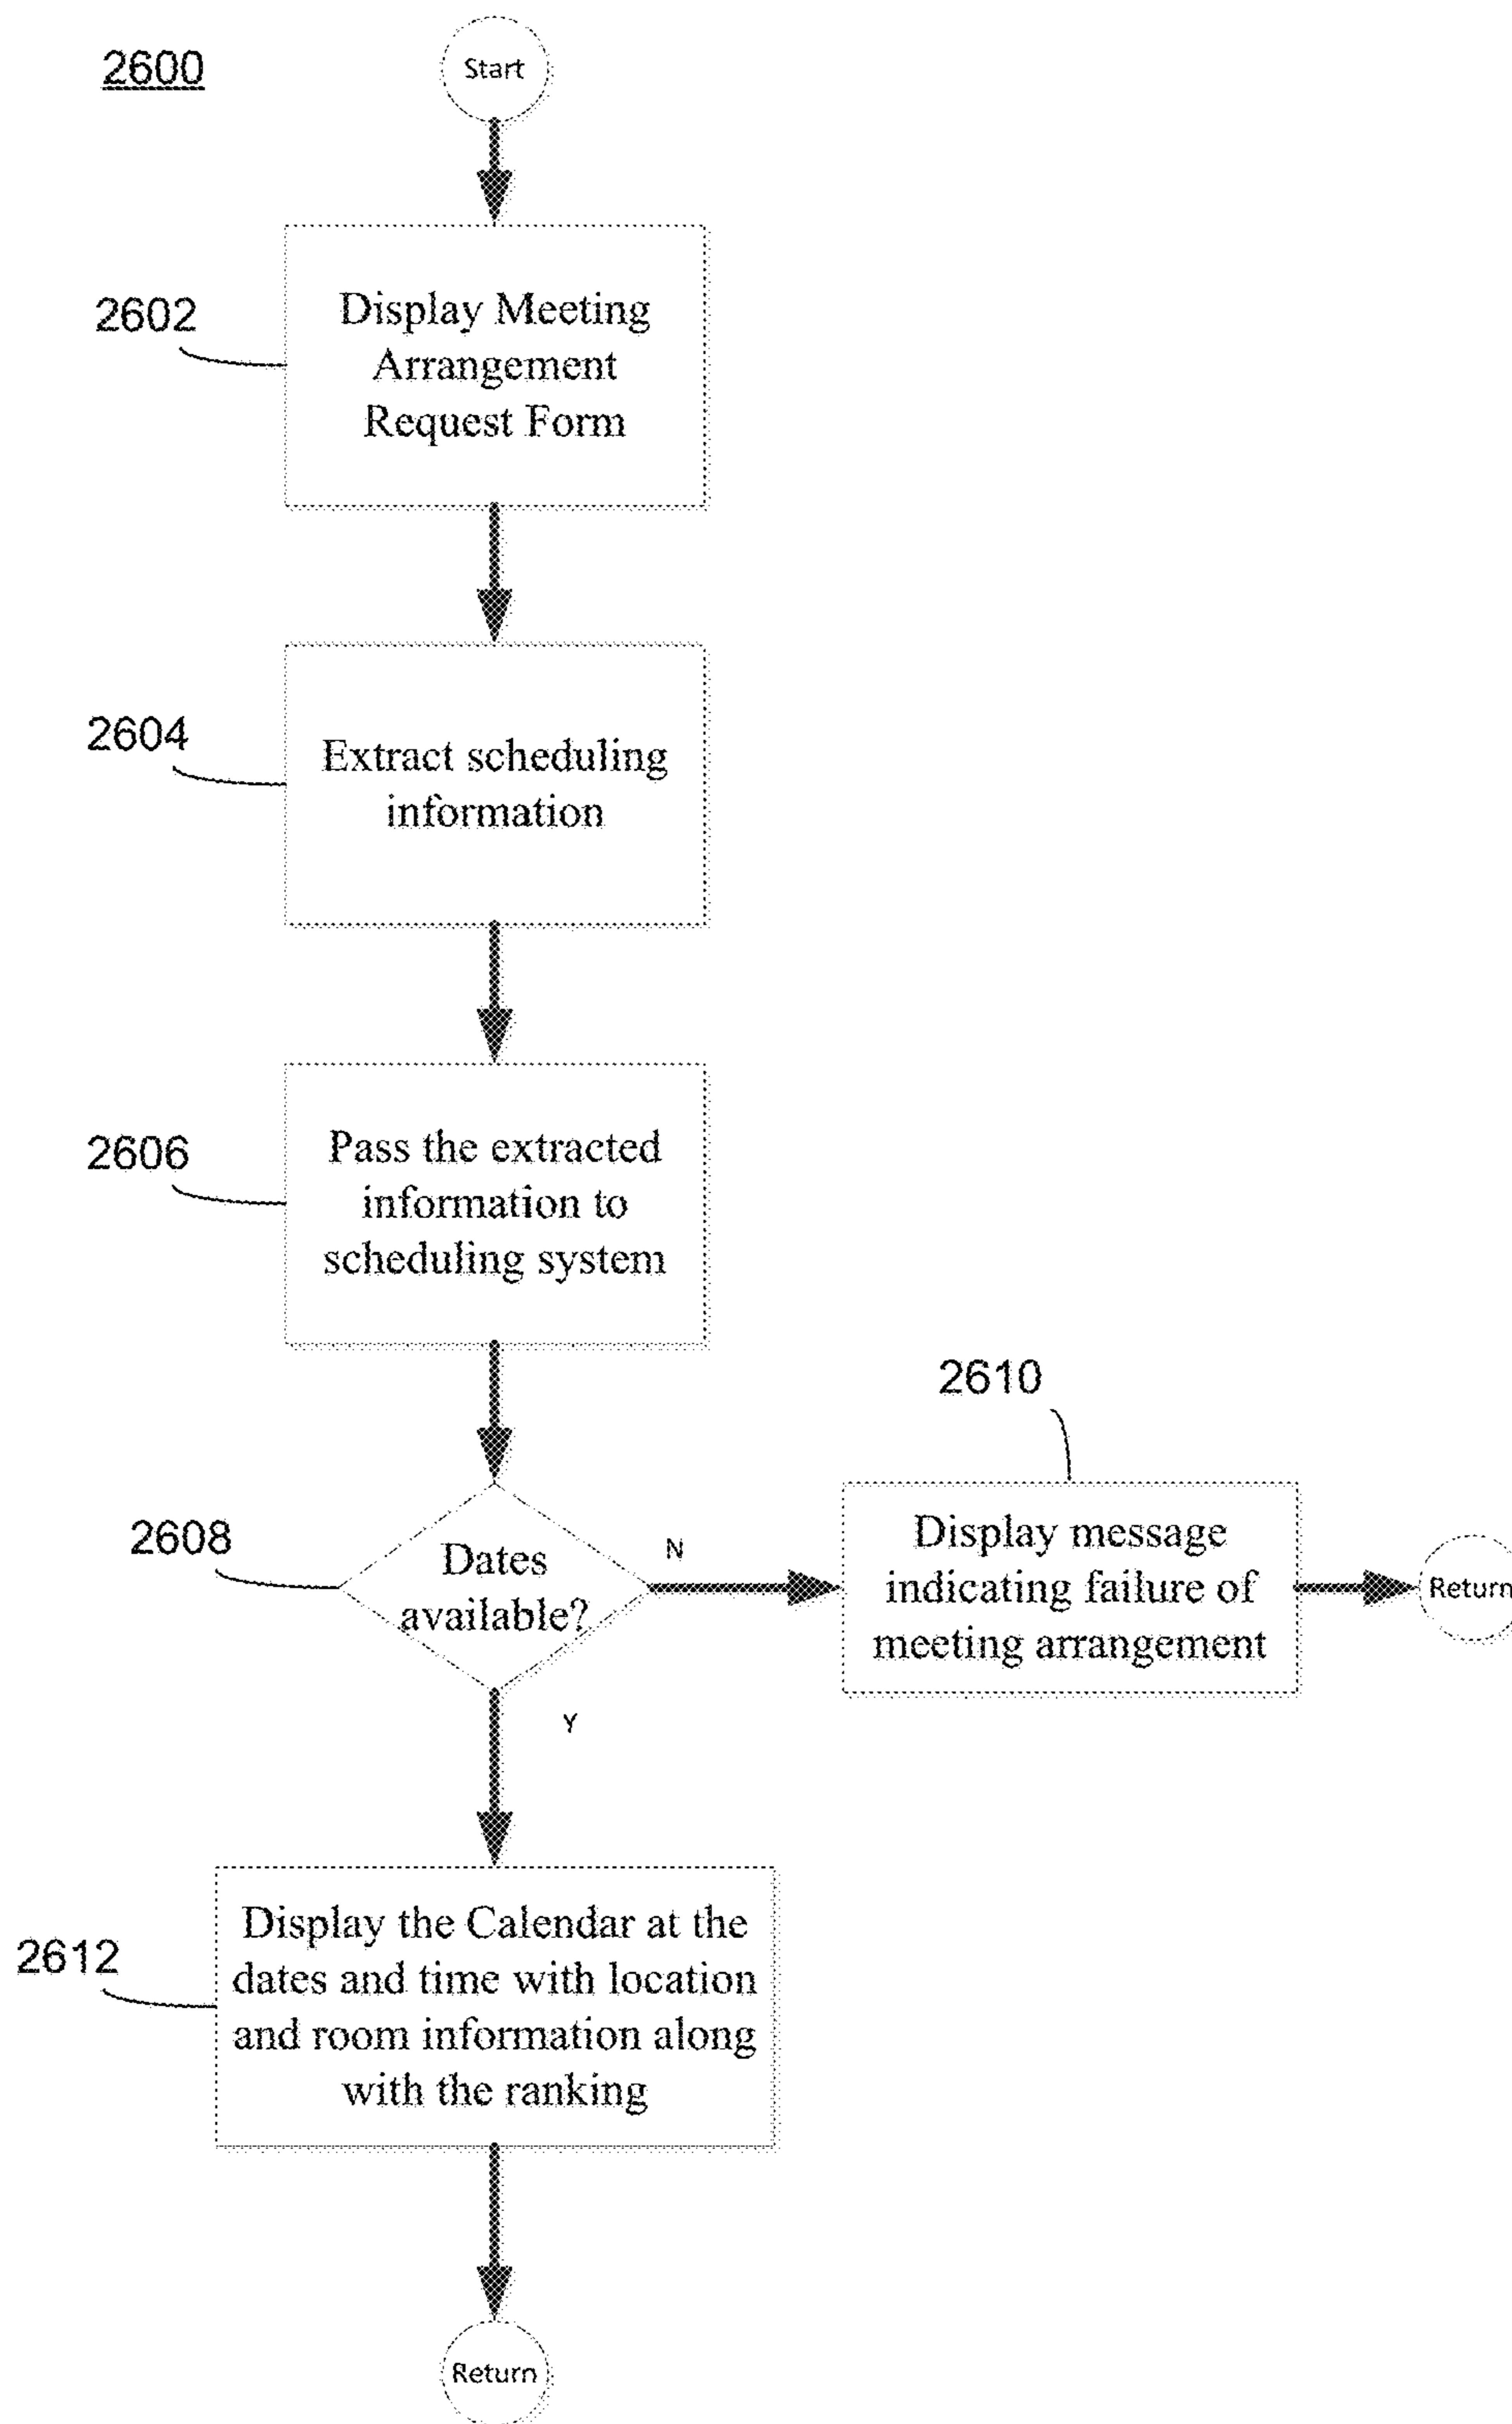 2600
Start
2602
Display Meeting
Arrangement
Request Form
2604
Extract scheduling
information
2606
Pass the extracted
information to
scheduling system
2608
Dates
available?
N
2610
Display message
indicating failure of
meeting arrangement
Return
Y
2612
Display the Calendar at the
dates and time with location
and room information along
with the ranking
Return